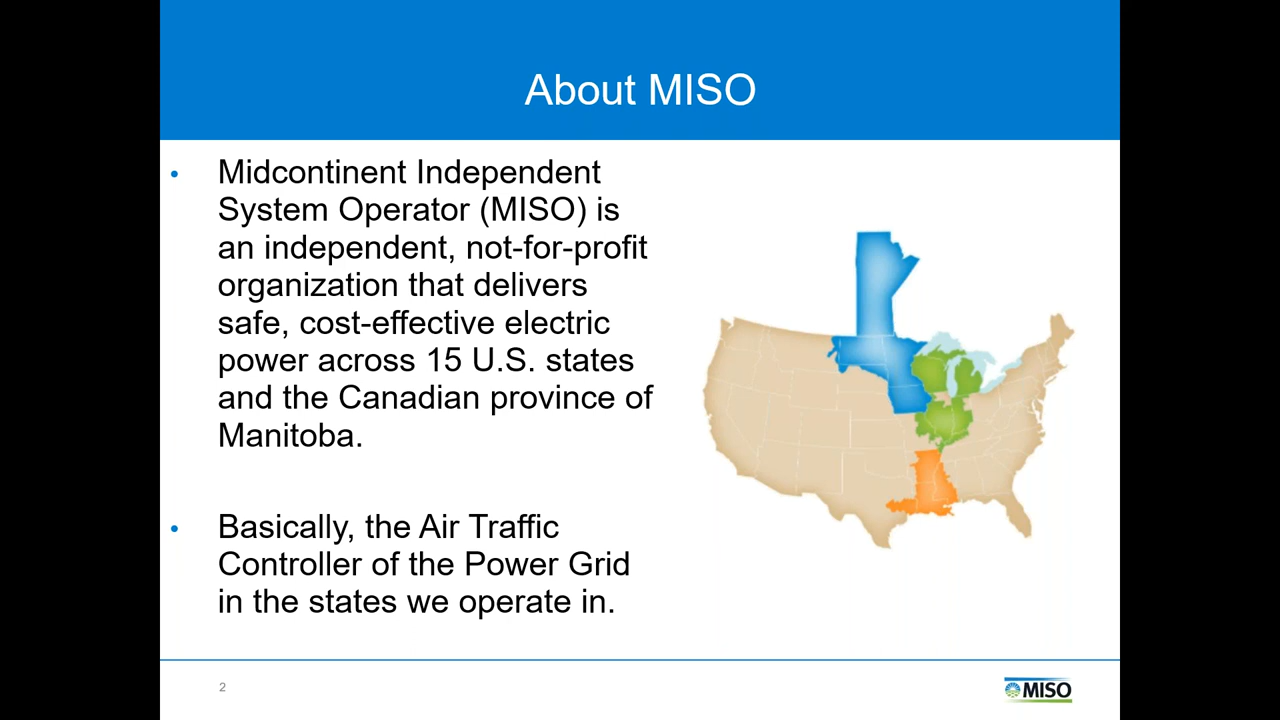 About MISO
• Midcontinent Independent
System Operator (MISO) is
an independent, not-for-profit
organization that delivers
safe, cost-effective electric
power across 15 U.S. states
and the Canadian province of
Manitoba.
• Basically, the Air Traffic
Controller of the Power Grid
in the states we operate in.
2
MISO